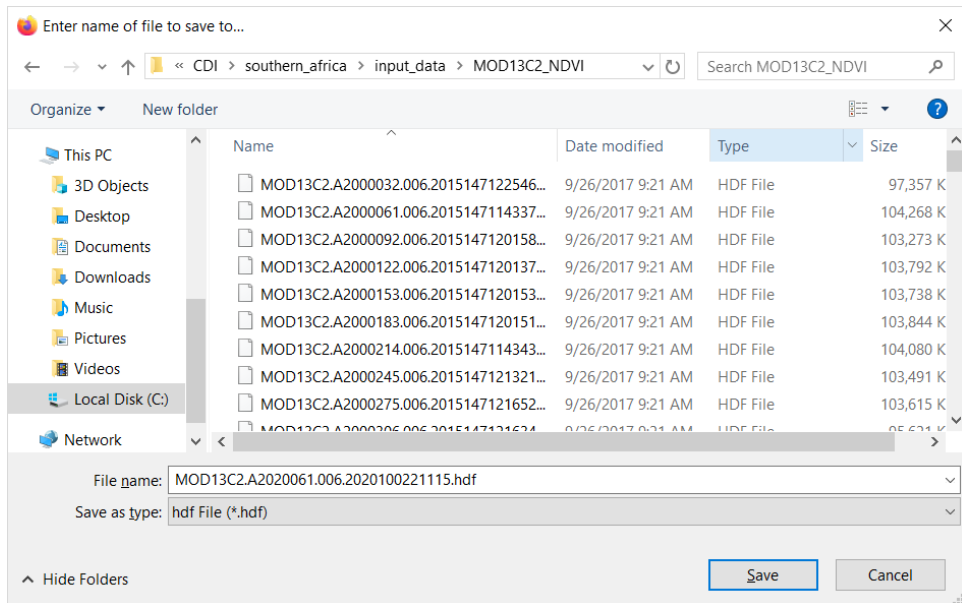 Enter name of file to save to...
« CDI > southern_africa > input_data > MOD13C2_NDVI
Search MOD13C2_NDVI
Organize
New folder
?
This PC
3D Objects
Desktop
Documents
Downloads
Music
Pictures
Videos
Local Disk (C:)
Network
Name Date modified Type Size
MOD13C2.A2000032.006.2015147122546... 9/26/2017 9:21 AM HDF File 97,357 K
MOD13C2.A2000061.006.2015147114337... 9/26/2017 9:21 AM HDF File 104,268 K
MOD13C2.A2000092.006.2015147120158... 9/26/2017 9:21 AM HDF File 103,273 K
MOD13C2.A2000122.006.2015147120137... 9/26/2017 9:21 AM HDF File 103,792 K
MOD13C2.A2000153.006.2015147120153... 9/26/2017 9:21 AM HDF File 103,738 K
MOD13C2.A2000183.006.2015147120151... 9/26/2017 9:21 AM HDF File 103,844 K
MOD13C2.A2000214.006.2015147114343... 9/26/2017 9:21 AM HDF File 104,080 K
MOD13C2.A2000245.006.2015147121321... 9/26/2017 9:21 AM HDF File 103,491 K
MOD13C2.A2000275.006.2015147121652... 9/26/2017 9:21 AM HDF File 103,615 K
File name: MOD13C2.A2020061.006.2020100221115.hdf
Save as type: hdf File (*.hdf)
Hide Folders
Save
Cancel